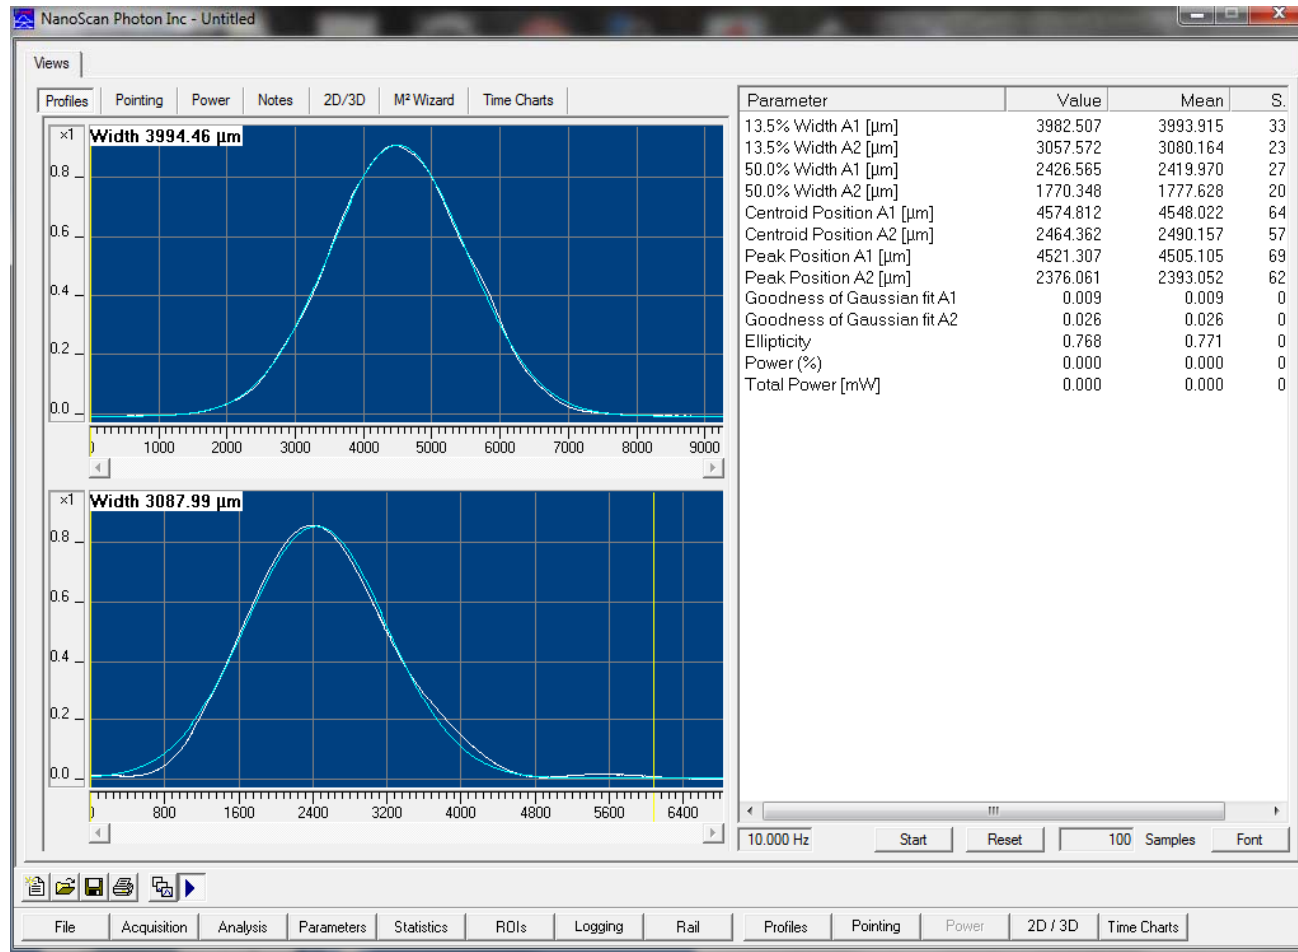 NanoScan Photon Inc - Untitled
Views
Profiles Pointing Power Notes 2D/3D M² Wizard Time Charts
×1 Width 3994.46 µm
0.8
0.6
0.4
0.2
0.0
1000 2000 3000 4000 5000 6000 7000 8000 9000
×1 Width 3087.99 µm
0.8
0.6
0.4
0.2
0.0
800 1600 2400 3200 4000 4800 5600 6400
Parameter Value Mean S.
13.5% Width A1 [µm] 3982.507 3993.915 33
13.5% Width A2 [µm] 3057.572 3080.164 23
50.0% Width A1 [µm] 2426.565 2419.970 27
50.0% Width A2 [µm] 1770.348 1777.628 20
Centroid Position A1 [µm] 4574.812 4548.022 64
Centroid Position A2 [µm] 2464.362 2490.157 57
Peak Position A1 [µm] 4521.307 4505.105 69
Peak Position A2 [µm] 2376.061 2393.052 62
Goodness of Gaussian fit A1 0.009 0.009 0
Goodness of Gaussian fit A2 0.026 0.026 0
Ellipticity 0.768 0.771 0
Power (%) 0.000 0.000 0
Total Power [mW] 0.000 0.000 0
10.000 Hz Start Reset 100 Samples Font
File Acquisition Analysis Parameters Statistics ROIs Logging Rail Profiles Pointing Power 2D / 3D Time Charts